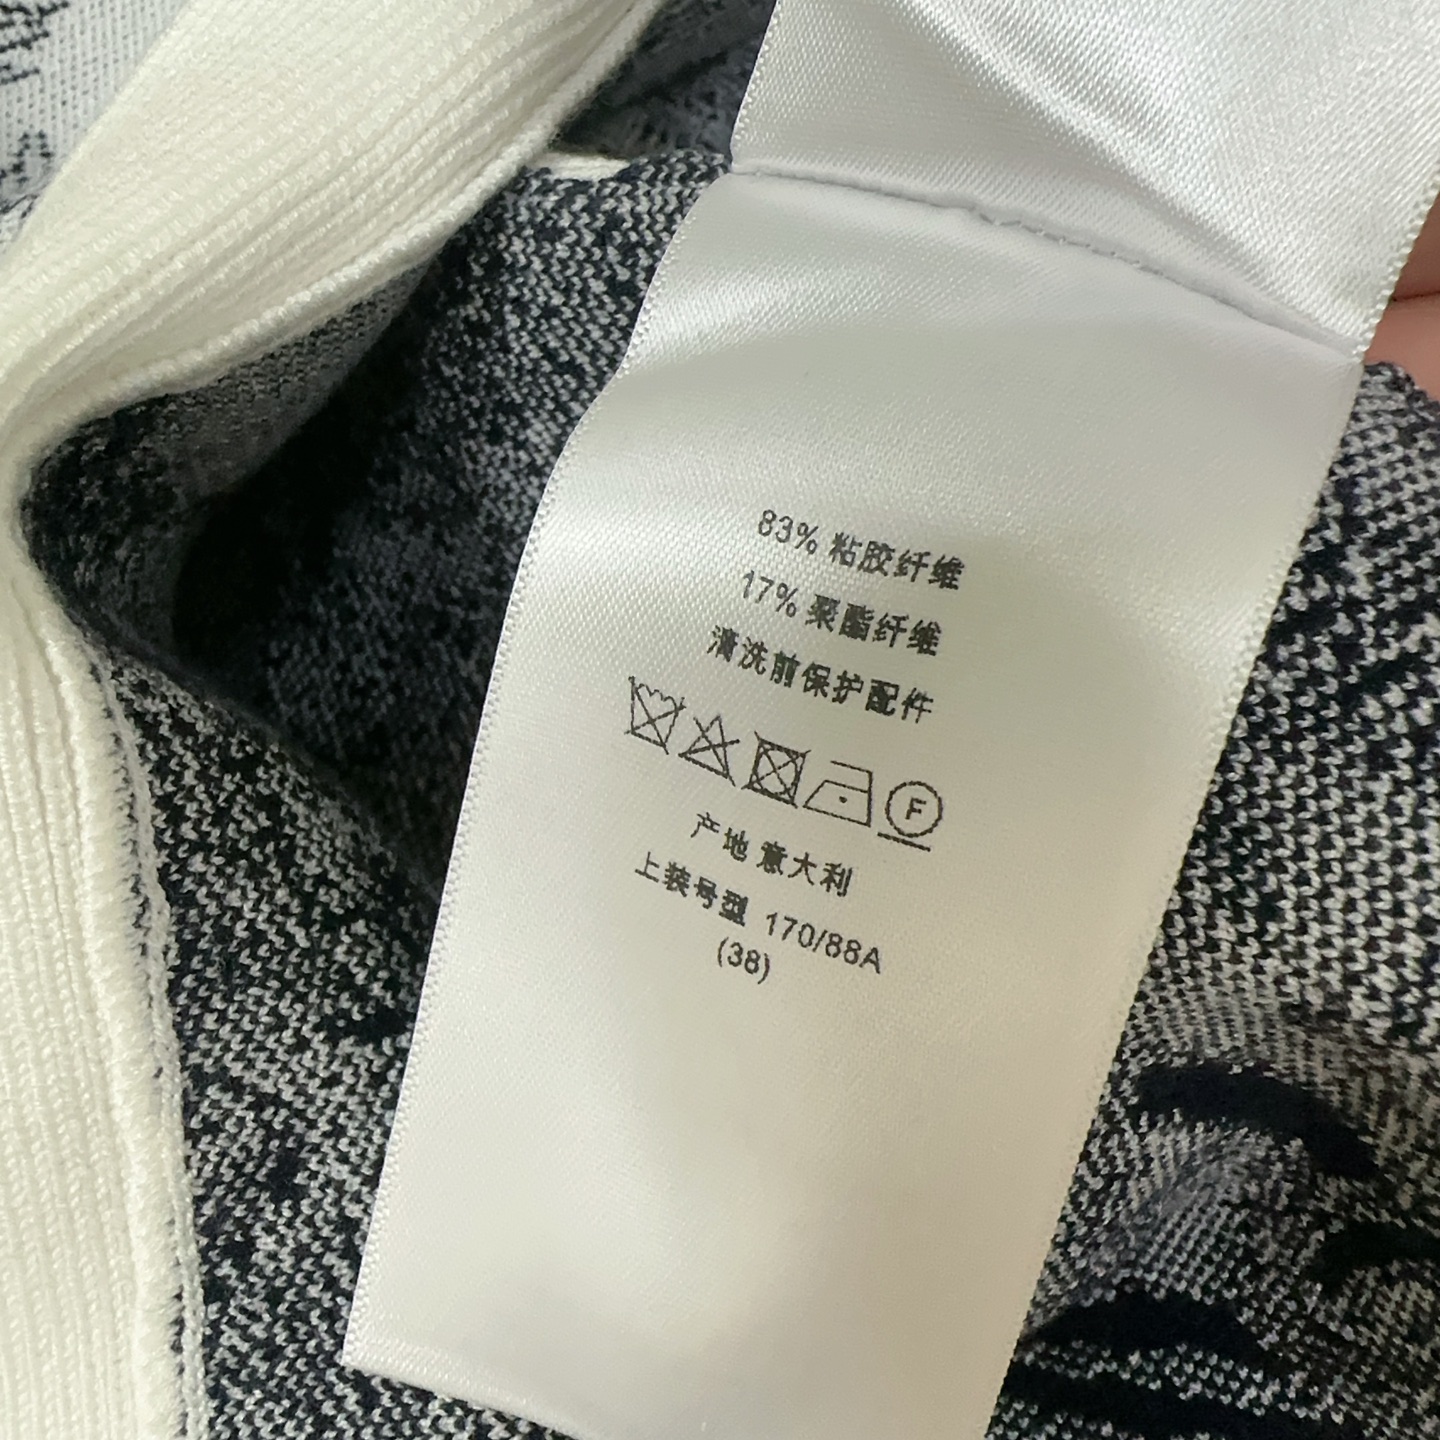 83% 粘胶纤维
17% 聚酯纤维
清洗前保护配件
F
产地 意大利
上装号型 170/88A
(38)